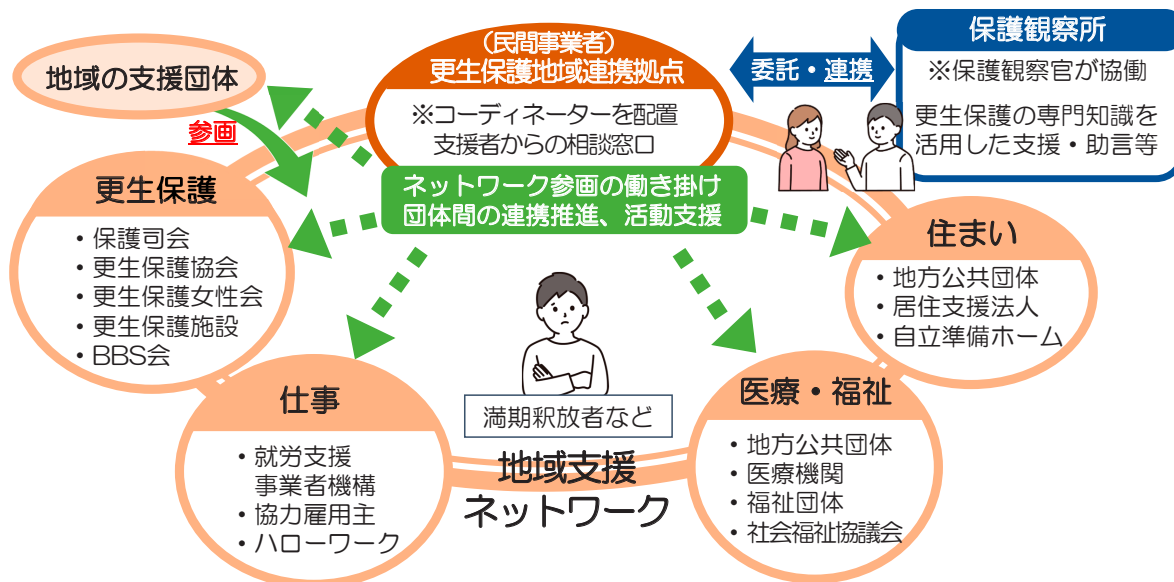 地域の支援団体
参画
(民間事業者)
更生保護地域連携拠点
※コーディネーターを配置
支援者からの相談窓口
委託・連携
保護観察所
※保護観察官が協働
更生保護の専門知識を
活用した支援・助言等
ネットワーク参画の働き掛け
団体間の連携推進、活動支援
更生保護
・保護司会
・更生保護協会
・更生保護女性会
・更生保護施設
・BBS会
仕事
・就労支援
事業者機構
・協力雇用主
・ハローワーク
満期釈放者など
地域支援
ネットワーク
医療・福祉
・地方公共団体
・医療機関
・福祉団体
・社会福祉協議会
住まい
・地方公共団体
・居住支援法人
・自立準備ホーム